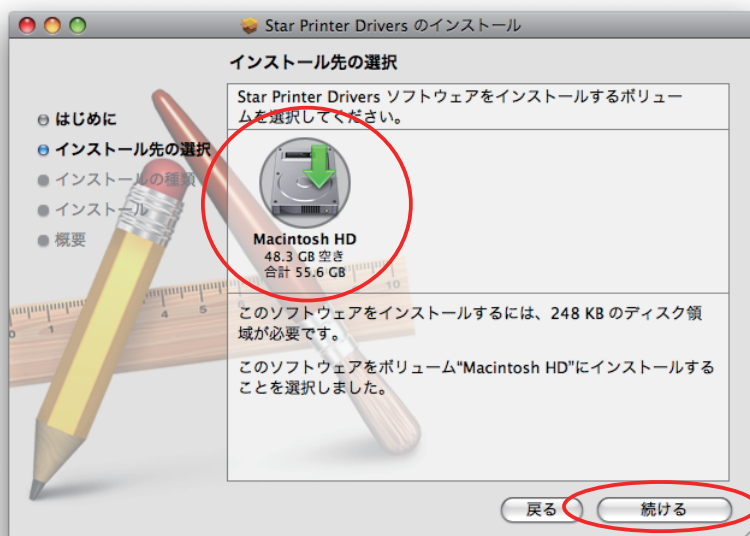 Star Printer Drivers のインストール
インストール先の選択
はじめに
インストール先の選択
インストールの種類
インストール
概要
Star Printer Drivers ソフトウェアをインストールするボリュー
ムを選択してください。
Macintosh HD
48.3 GB 空き
合計 55.6 GB
このソフトウェアをインストールするには、248 KB のディスク領
域が必要です。
このソフトウェアをボリューム“Macintosh HD”にインストールする
ことを選択しました。
1
4
5
10
戻る
続ける